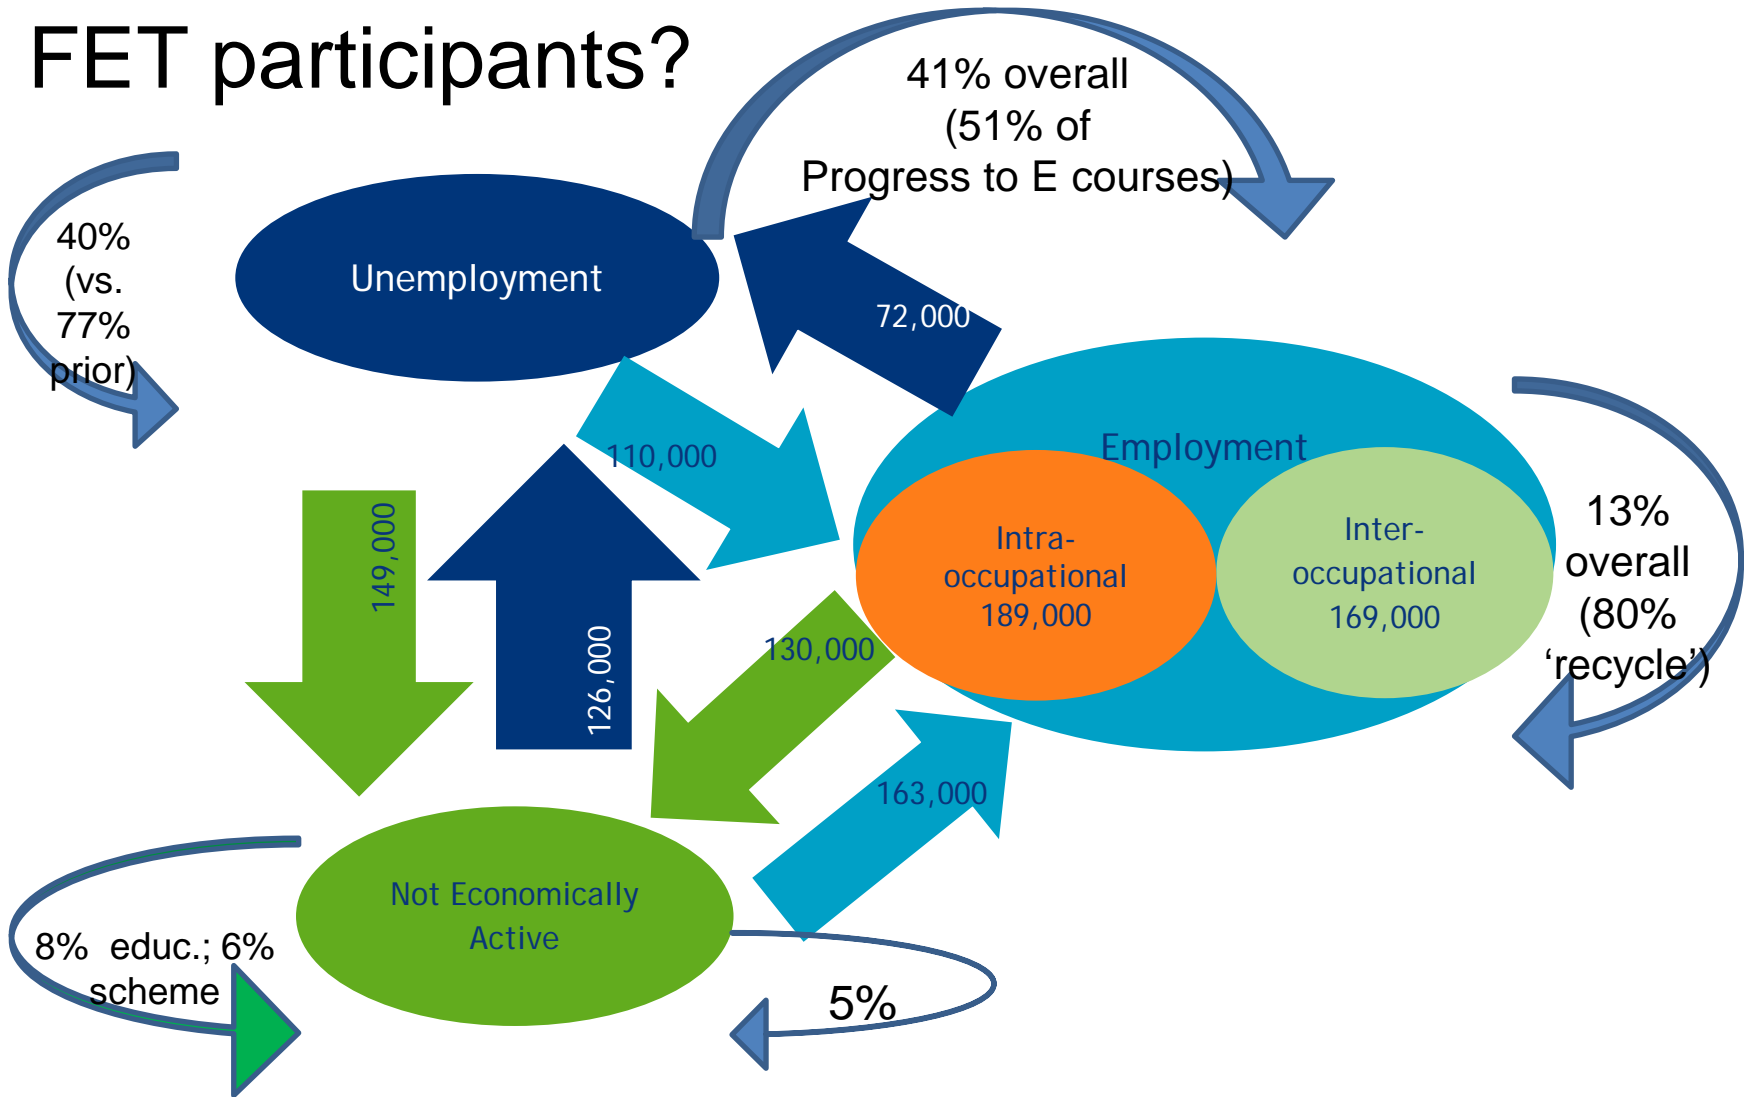 FET participants?
41% overall
(51% of
Progress to E courses)
40%
(vs.
77%
prior)
Unemployment
72,000
110,000
Employment
149,000
126,000
130,000
163,000
Intra-
occupational
189,000
Inter-
occupational
169,000
13%
overall
(80%
‘recycle’)
Not Economically
Active
8%  educ.; 6%
scheme
5%